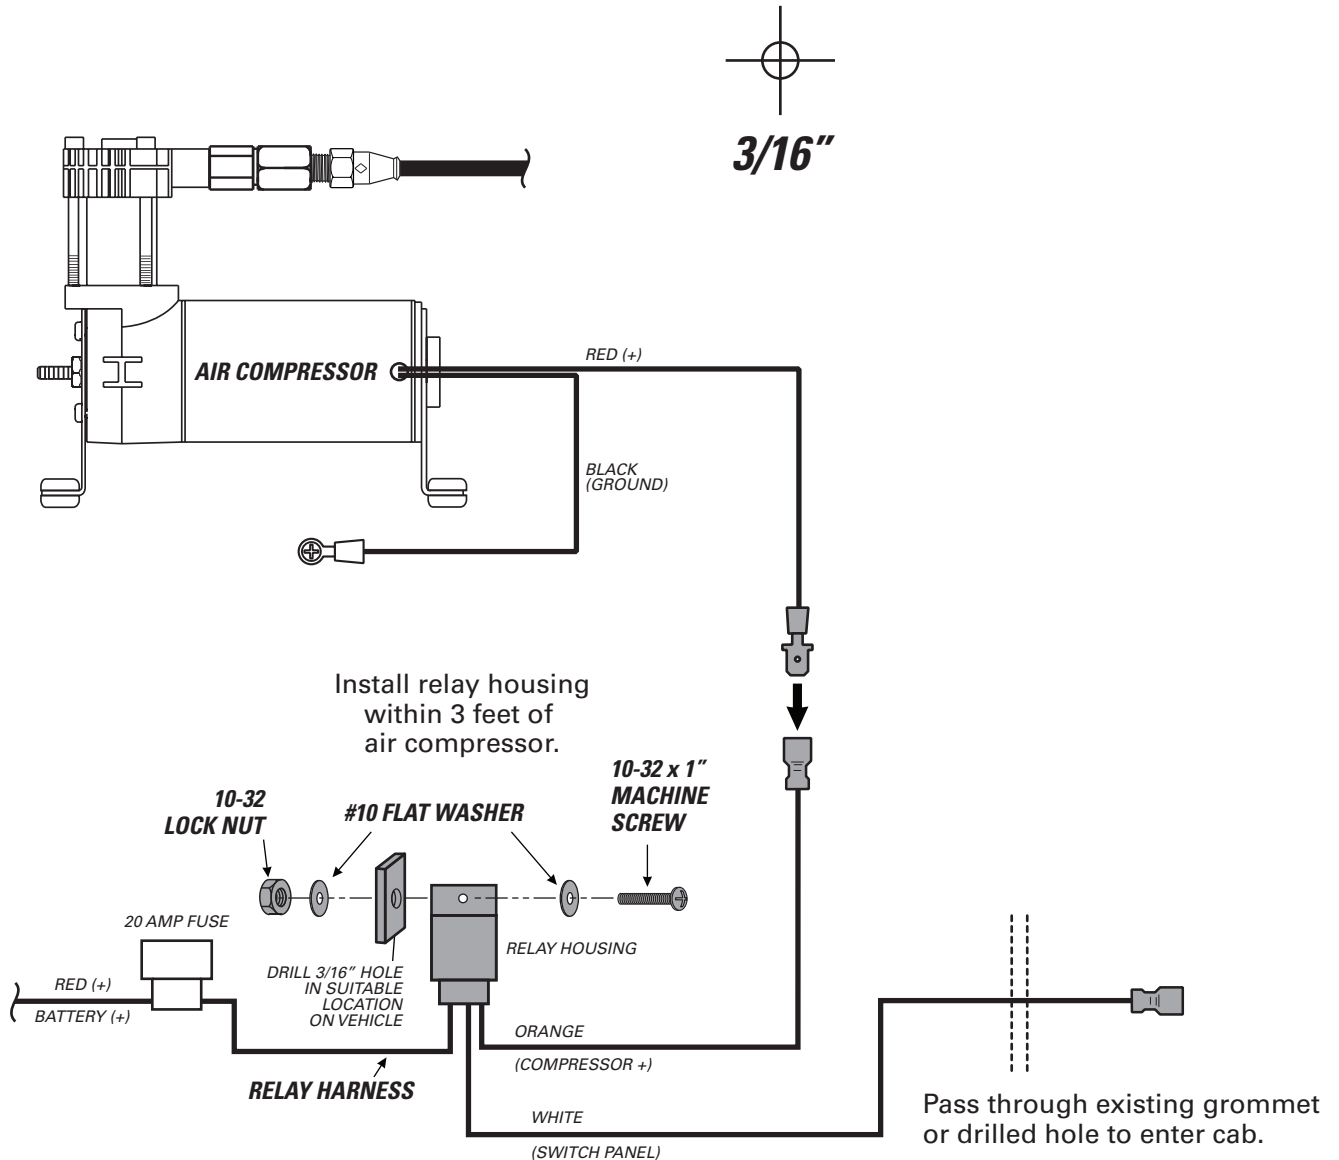 3/16”
AIR COMPRESSOR
RED (+)
BLACK
(GROUND)
Install relay housing
within 3 feet of
air compressor.
10-32
LOCK NUT
#10 FLAT WASHER
10-32 x 1”
MACHINE
SCREW
20 AMP FUSE
RELAY HOUSING
DRILL 3/16” HOLE
IN SUITABLE
LOCATION
ON VEHICLE
RED (+)
BATTERY (+)
ORANGE
(COMPRESSOR +)
RELAY HARNESS
WHITE
(SWITCH PANEL)
Pass through existing grommet
or drilled hole to enter cab.